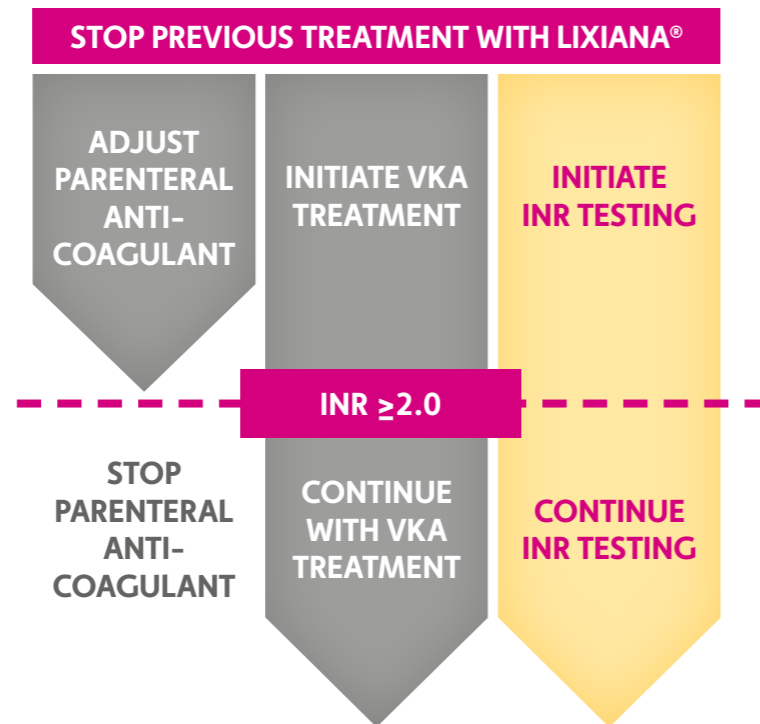 STOP PREVIOUS TREATMENT WITH LIXIANA®
ADJUST
PARENTERAL
ANTI-
COAGULANT
INITIATE VKA
TREATMENT
INITIATE
INR TESTING
INR ≥2.0
STOP
PARENTERAL
ANTI-
COAGULANT
CONTINUE
WITH VKA
TREATMENT
CONTINUE
INR TESTING